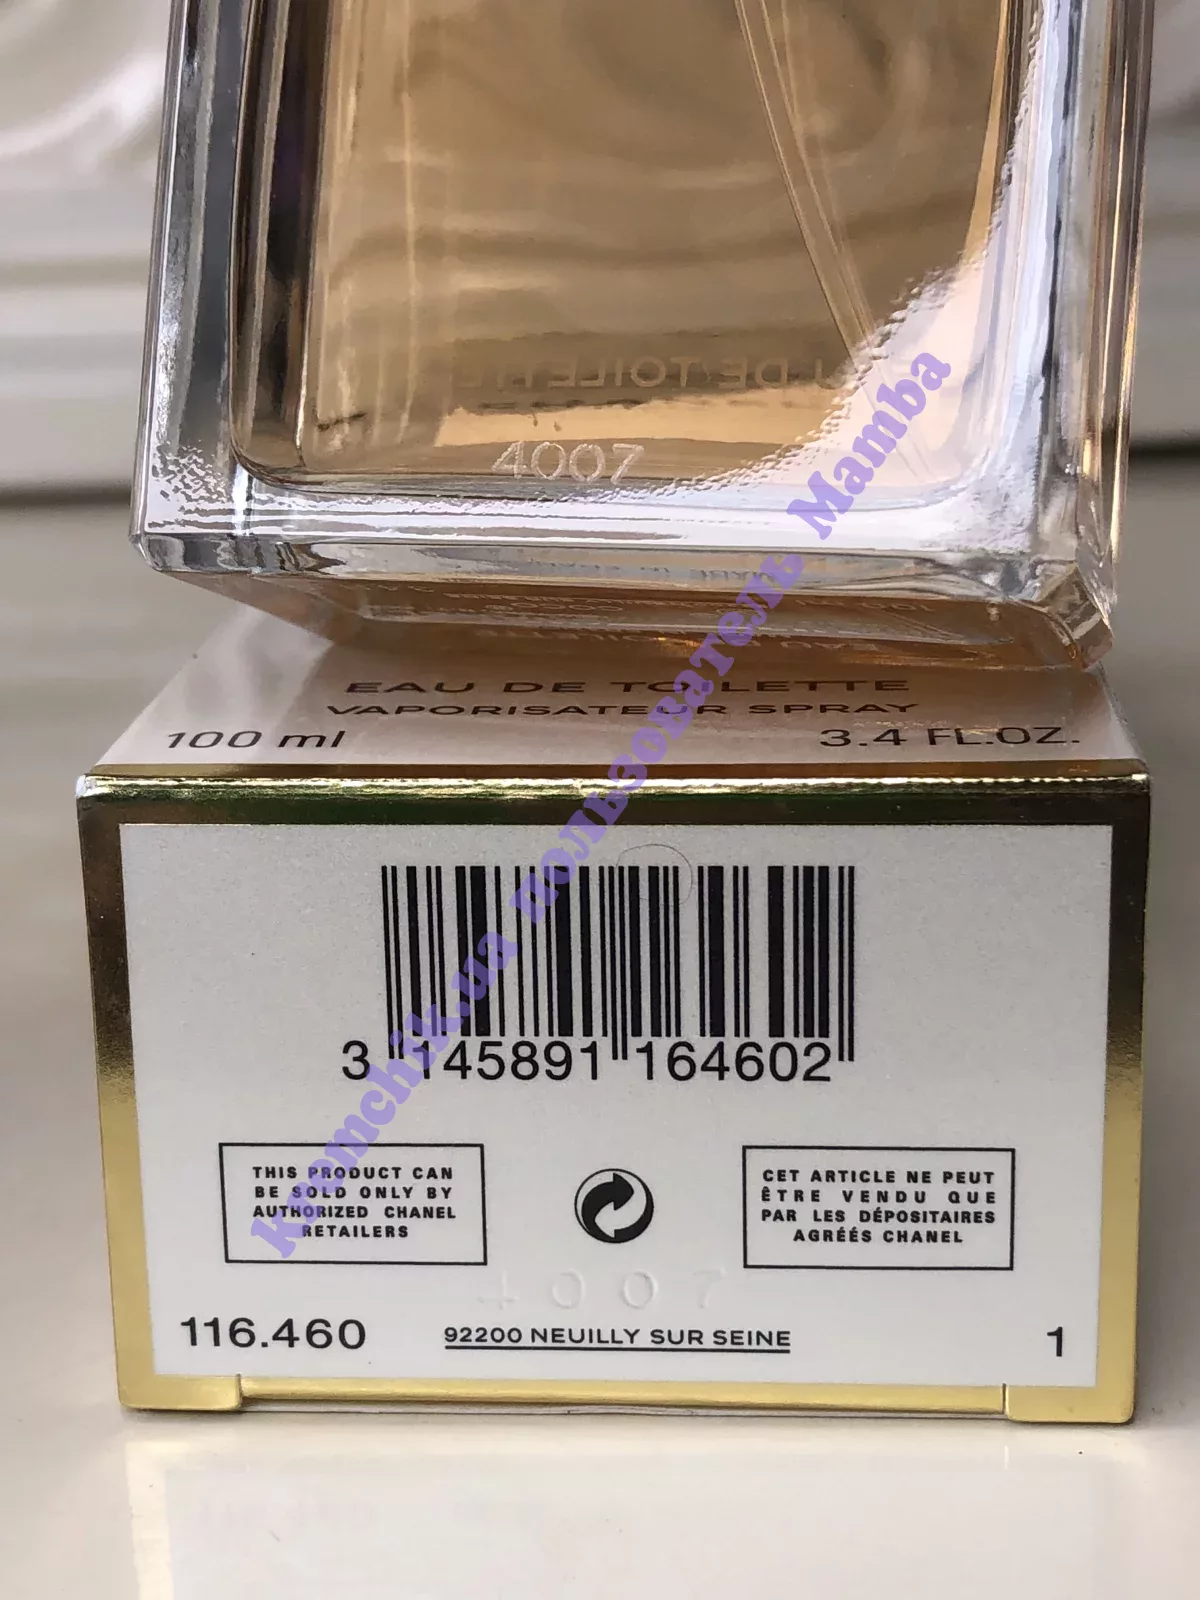 4007
EAU DE TOILETTE
VAPORISATEUR SPRAY
100 ml
3.4 FL.OZ.
3 145891 164602
THIS PRODUCT CAN
BE SOLD ONLY BY
AUTHORIZED CHANEL
RETAILERS
CET ARTICLE NE PEUT
ÊTRE VENDU QUE
PAR LES DÉPOSITAIRES
AGRÉÉS CHANEL
4007
116.460
92200 NEUILLY SUR SEINE
1
kremchik.ua пользователь Mamba